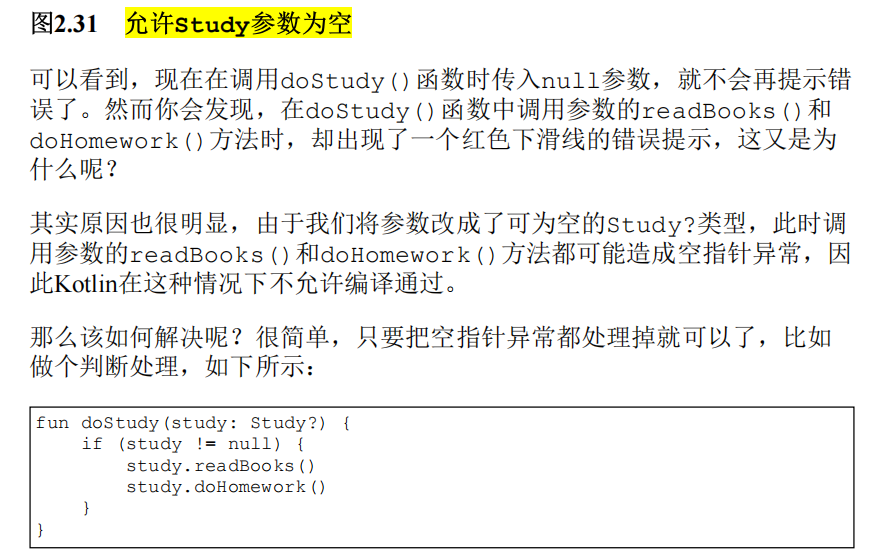 图2.31 允许Study参数为空
可以看到，现在在调用doStudy()函数时传入null参数，就不会再提示错
误了。然而你会发现，在doStudy()函数中调用参数的readBooks()和
doHomework()方法时，却出现了一个红色下滑线的错误提示，这又是为
什么呢？
其实原因也很明显，由于我们将参数改成了可为空的Study?类型，此时调
用参数的readBooks()和doHomework()方法都可能造成空指针异常，因
此Kotlin在这种情况下不允许编译通过。
那么该如何解决呢？很简单，只要把空指针异常都处理掉就可以了，比如
做个判断处理，如下所示：
fun doStudy(study: Study?) {
    if (study != null) {
        study.readBooks()
        study.doHomework()
    }
}